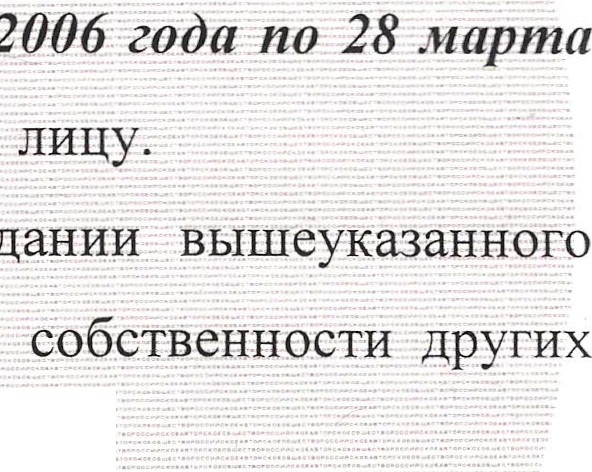 2006 года по 28 марта
лицу.
дании вышеуказанного
собственности других